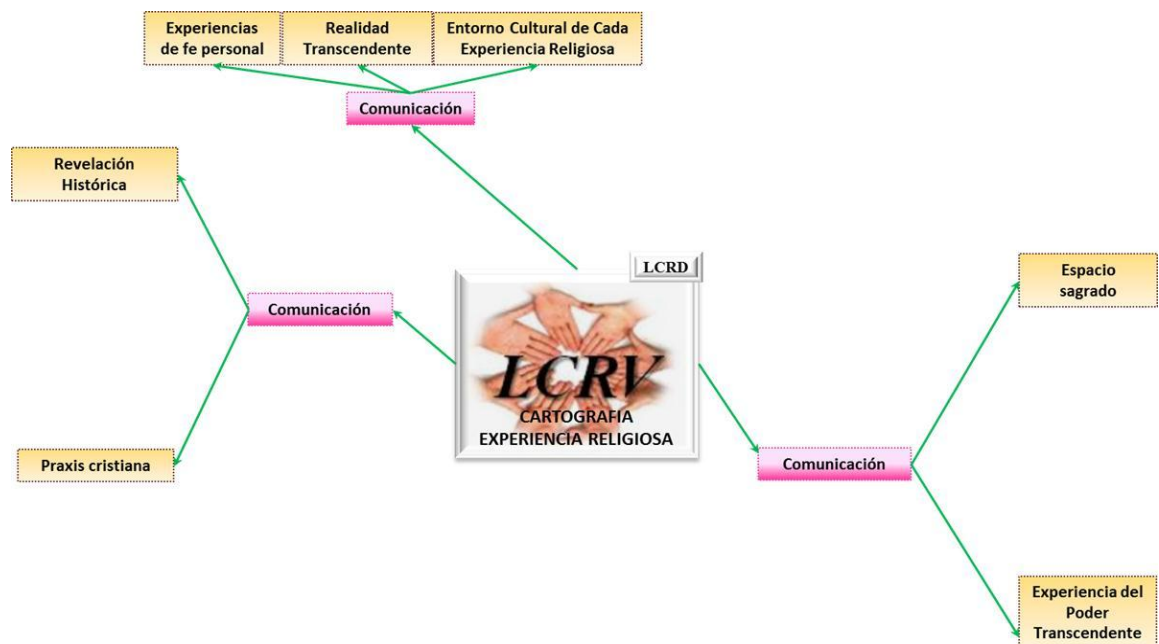 Experiencias
de fe personal
Realidad
Transcendente
Entorno Cultural de Cada
Experiencia Religiosa
Comunicación
Revelación
Histórica
Comunicación
Praxis cristiana
LCRD
LCRV
CARTOGRAFIA
EXPERIENCIA RELIGIOSA
Espacio
sagrado
Comunicación
Experiencia del
Poder
Transcendente